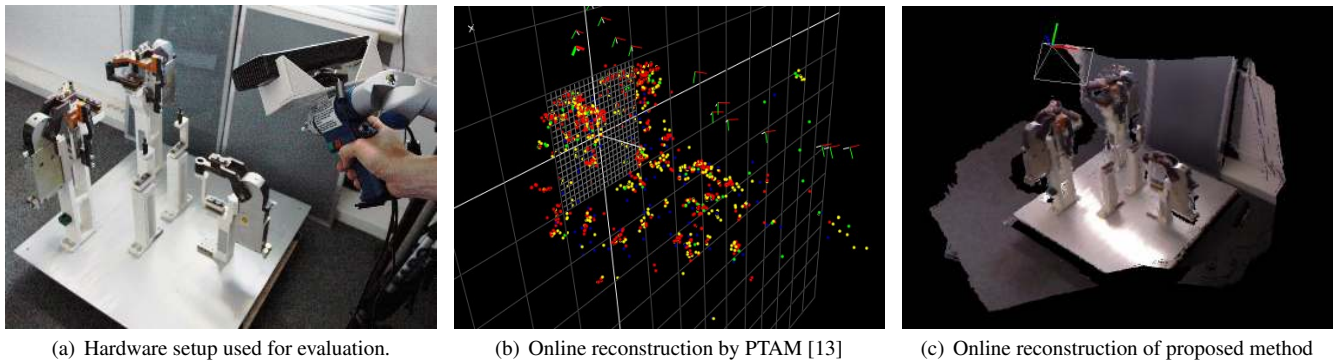 (a) Hardware setup used for evaluation.
(b) Online reconstruction by PTAM [13]
(c) Online reconstruction of proposed method